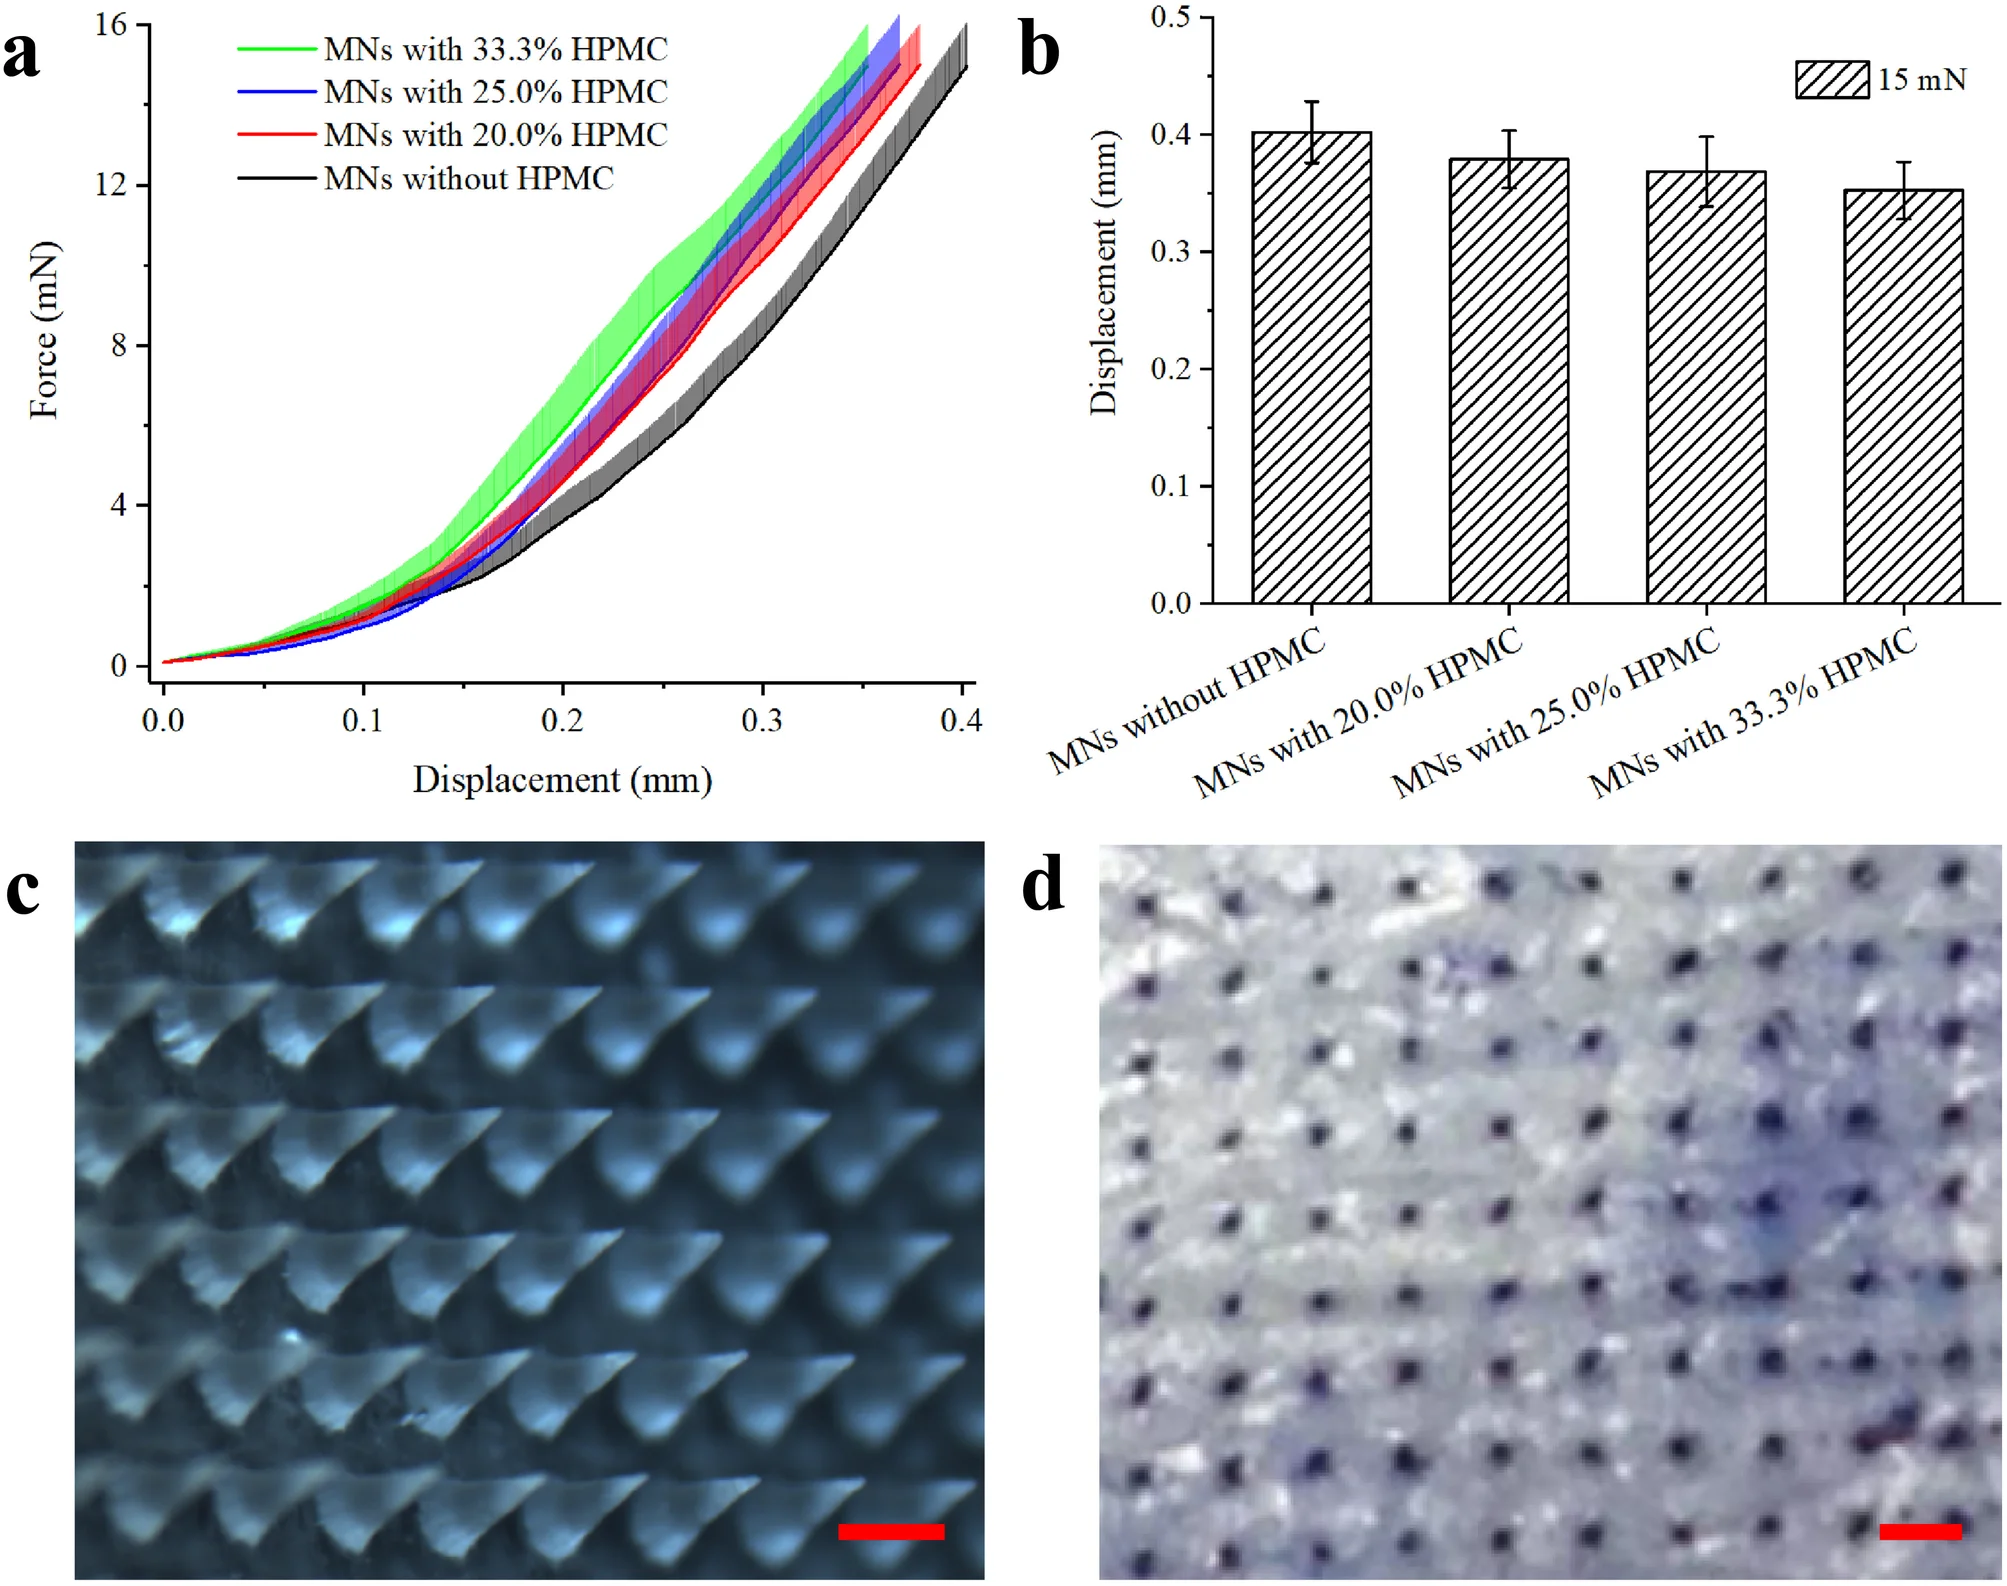 a
MNs with 33.3% HPMC
MNs with 25.0% HPMC
MNs with 20.0% HPMC
MNs without HPMC
16
12
8
4
0
Force (mN)
0.0 0.1 0.2 0.3 0.4
Displacement (mm)
b
15 mN
0.5
0.4
0.3
0.2
0.1
0.0
Displacement (mm)
MNs without HPMC
MNs with 20.0% HPMC
MNs with 25.0% HPMC
MNs with 33.3% HPMC
c
d